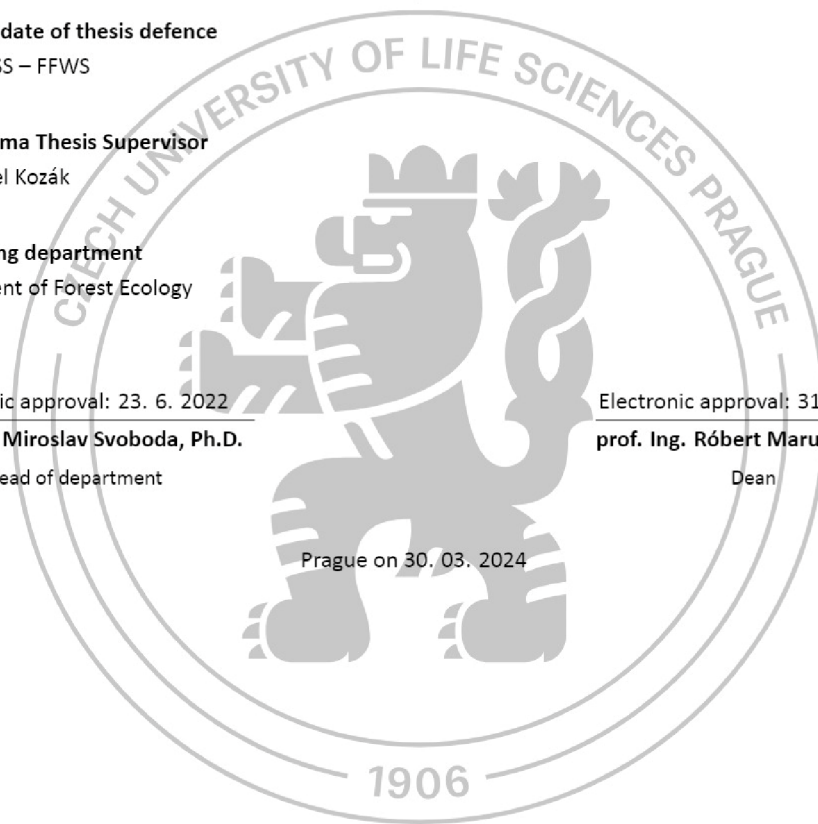 date of thesis defence
SS – FFWS
ma Thesis Supervisor
el Kozák
ng department
ent of Forest Ecology
ic approval: 23. 6. 2022
Electronic approval: 31
Miroslav Svoboda, Ph.D.
prof. Ing. Róbert Maru
ead of department
Dean
Prague on 30. 03. 2024
CZECH UNIVERSITY OF LIFE SCIENCES PRAGUE
1906